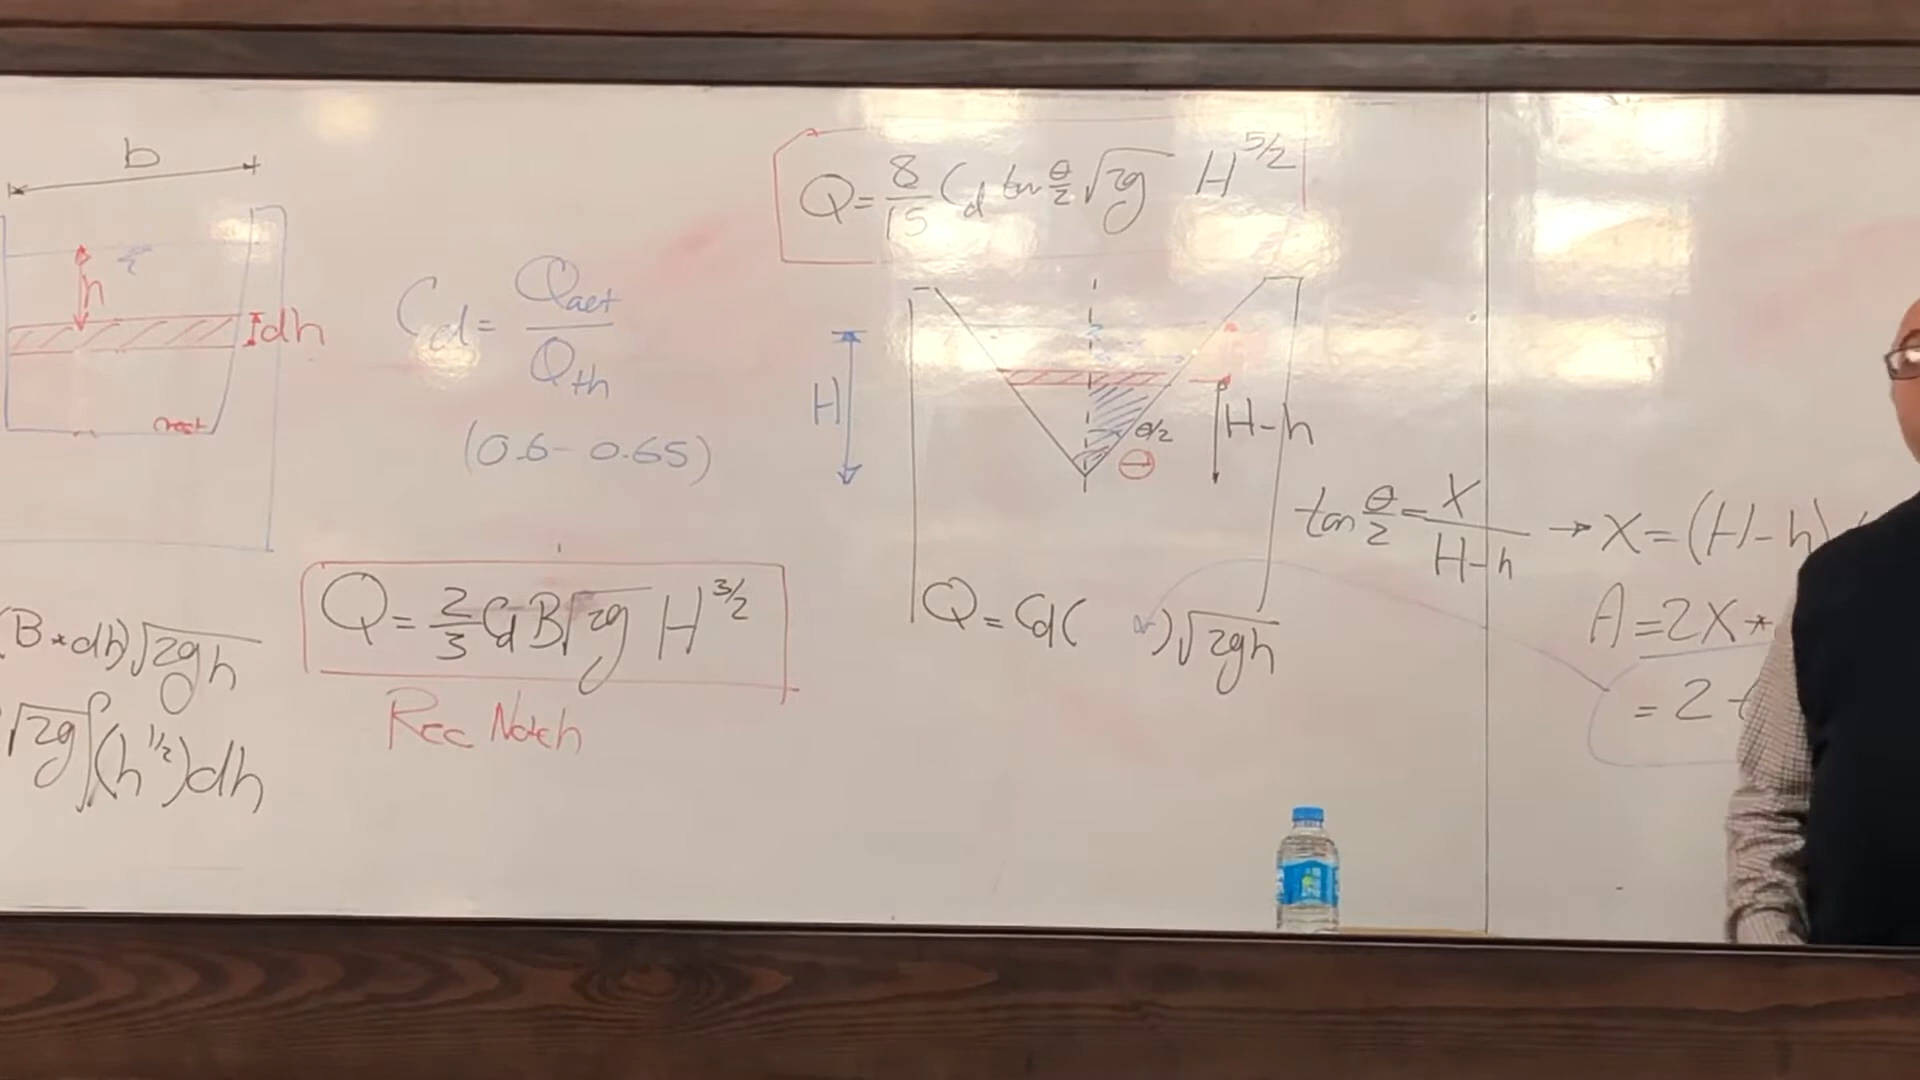 b
h
dh
crest
(B*dh)√2gh
√2g∫(h^1/2)dh
Cd = Qact/Qth
(0.6-0.65)
Q = 2/3 Cd B√2g H^3/2
Rec Notch
Q = 8/15 Cd tan θ/2 √2g H^5/2
H
θ/2
θ
H-h
Q = Cd( )√2gh
tan θ/2 = X/H-h → X = (H-h)
A = 2X*
= 2